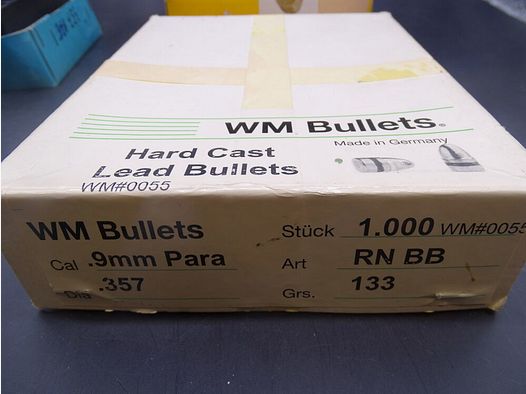 WM Bullets®
Made in Germany
Hard Cast
Lead Bullets
WM#0055
WM Bullets
Stück 1.000 WM#0055
Cal .9mm Para
Art RN BB
Dia .357
Grs. 133